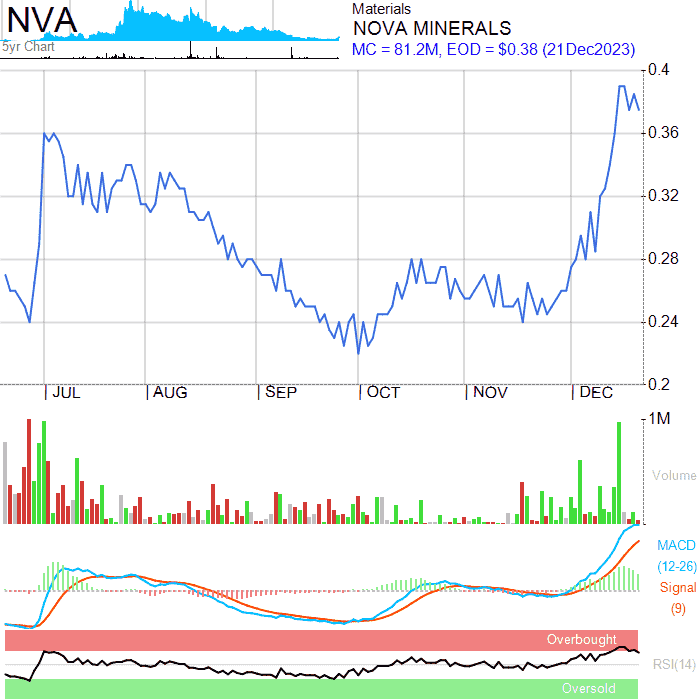 NVA
5yr Chart
Materials
NOVA MINERALS
MC = 81.2M, EOD = $0.38 (21Dec2023)
0.4
0.36
0.32
0.28
0.24
0.2
JUL AUG SEP OCT NOV DEC
1M
Volume
MACD
(12-26)
Signal
(9)
Overbought
RSI(14)
Oversold